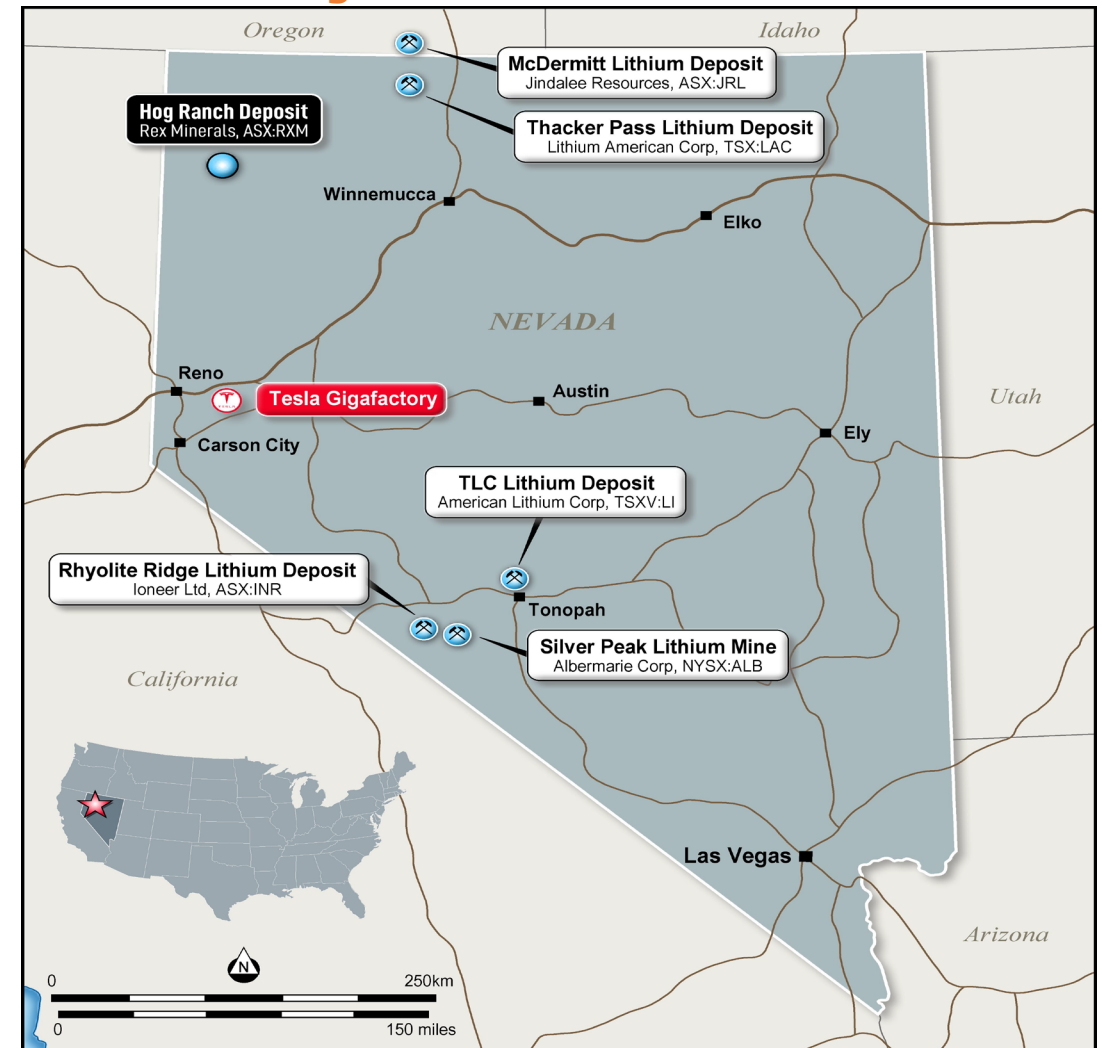 Oregon
Idaho
McDermitt Lithium Deposit
Jindalee Resources, ASX:JRL
Hog Ranch Deposit
Rex Minerals, ASX:RXM
Thacker Pass Lithium Deposit
Lithium American Corp, TSX:LAC
Winnemucca
Elko
NEVADA
Reno
Tesla Gigafactory
Austin
Utah
Ely
Carson City
TLC Lithium Deposit
American Lithium Corp, TSXV:LI
Rhyolite Ridge Lithium Deposit
Ioneer Ltd, ASX:INR
Tonopah
Silver Peak Lithium Mine
Albermarie Corp, NYSX:ALB
California
Las Vegas
Arizona
N
0 250km
0 150 miles